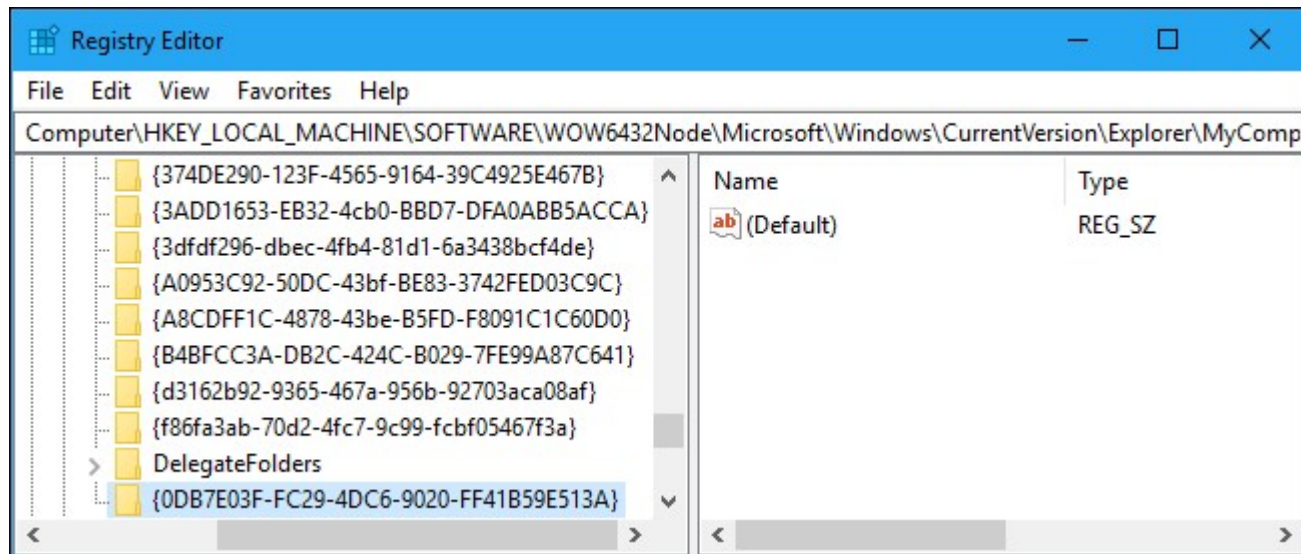 Registry Editor
File Edit View Favorites Help
Computer\HKEY_LOCAL_MACHINE\SOFTWARE\WOW6432Node\Microsoft\Windows\CurrentVersion\Explorer\MyComp
{374DE290-123F-4565-9164-39C4925E467B}
{3ADD1653-EB32-4cb0-BBD7-DFA0ABB5ACCA}
{3dfdf296-dbec-4fb4-81d1-6a3438bcf4de}
{A0953C92-50DC-43bf-BE83-3742FED03C9C}
{A8CDFF1C-4878-43be-B5FD-F8091C1C60D0}
{B4BFCC3A-DB2C-424C-B029-7FE99A87C641}
{d3162b92-9365-467a-956b-92703aca08af}
{f86fa3ab-70d2-4fc7-9c99-fcbf05467f3a}
DelegateFolders
{0DB7E03F-FC29-4DC6-9020-FF41B59E513A}
Name Type
ab (Default) REG_SZ